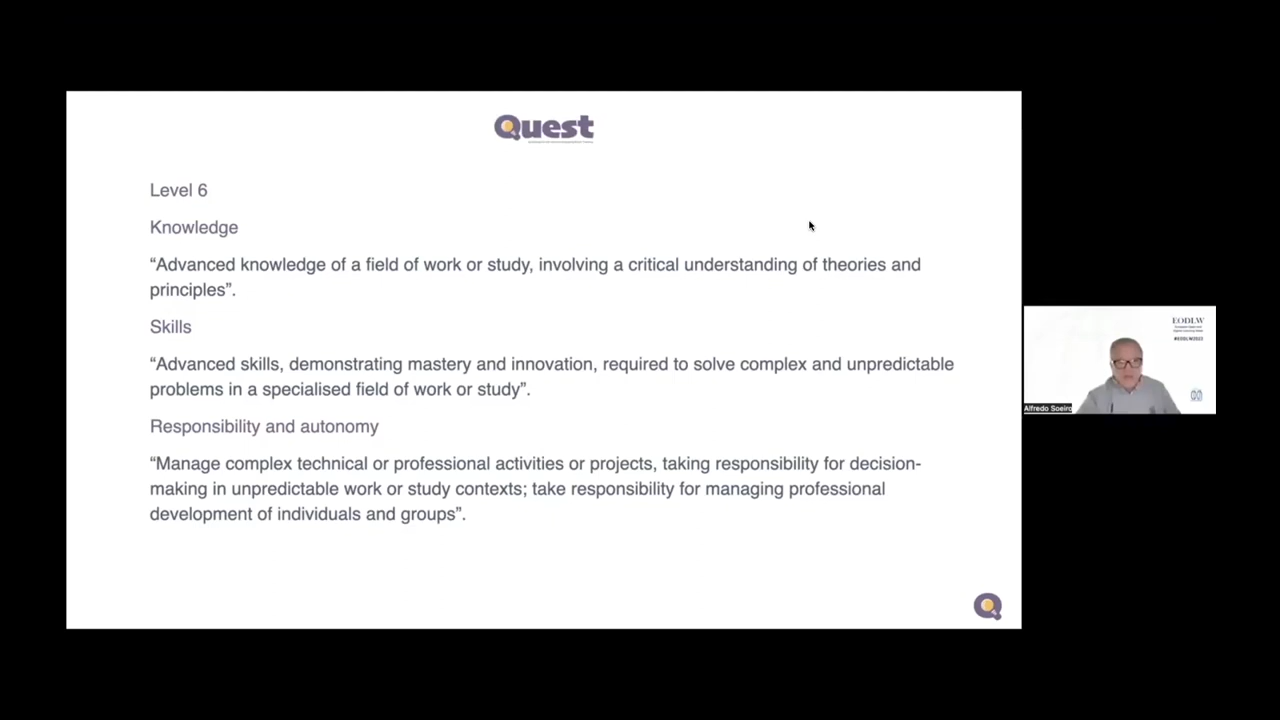 Quest
Level 6
Knowledge
“Advanced knowledge of a field of work or study, involving a critical understanding of theories and
principles”.
Skills
“Advanced skills, demonstrating mastery and innovation, required to solve complex and unpredictable
problems in a specialised field of work or study”.
Responsibility and autonomy
“Manage complex technical or professional activities or projects, taking responsibility for decision-
making in unpredictable work or study contexts; take responsibility for managing professional
development of individuals and groups”.
Q
EODLW
#EODLW2023
Alfredo Soeiro